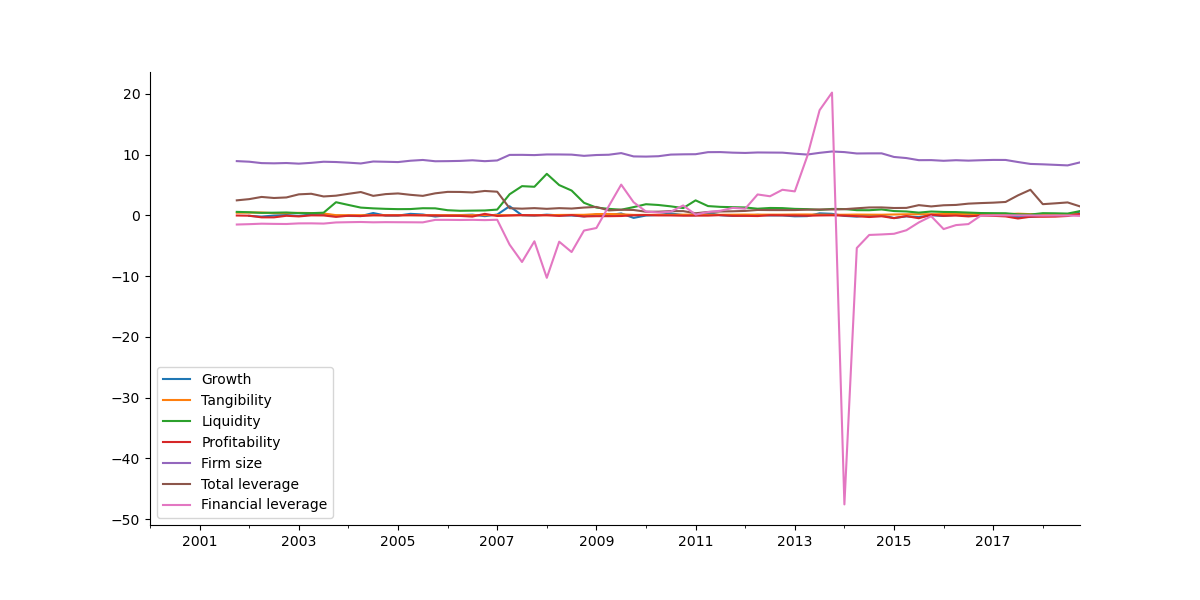 20
10
0
−10
−20
−30
−40
−50
Growth
Tangibility
Liquidity
Profitability
Firm size
Total leverage
Financial leverage
2001 2003 2005 2007 2009 2011 2013 2015 2017